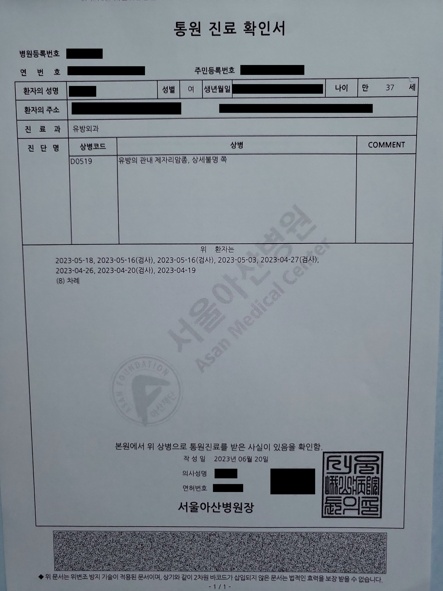 통원 진료 확인서
병원등록번호
연 번 호 주민등록번호
환자의 성명 성별 여 생년월일 나이 만 37 세
환자의 주소
진 료 과 유방외과
진 단 명 상병코드 상병 COMMENT
D0519 유방의 관내 제자리암종, 상세불명 쪽
위 환자는
2023-05-18, 2023-05-16(검사), 2023-05-16(검사), 2023-05-03, 2023-04-27(검사),
2023-04-26, 2023-04-20(검사), 2023-04-19
(8) 차례
서울아산병원
Asan Medical Center
ASAN FOUNDATION
본원에서 위 상병으로 통원진료를 받은 사실이 있음을 확인함.
작 성 일 2023년 06월 20일
의사성명
면허번호
서울아산병원장
◆ 위 문서는 위변조 방지 기술이 적용된 문서이며, 상기와 같이 2차원 바코드가 삽입되지 않은 문서는 법적인 효력을 보장 받을 수 없습니다.
- 1 / 1 -